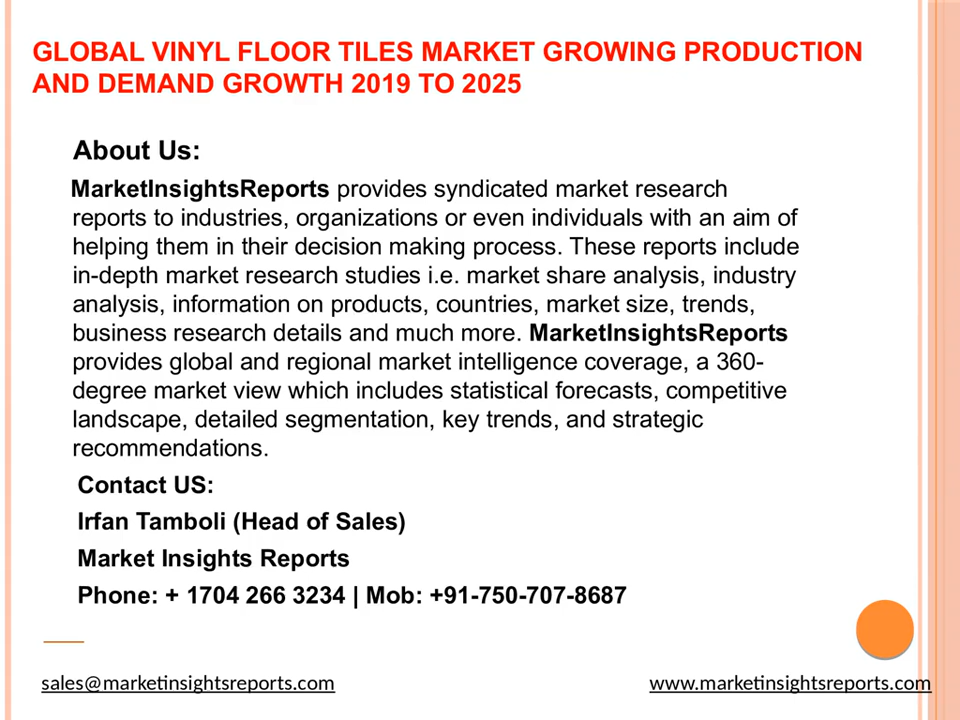 GLOBAL VINYL FLOOR TILES MARKET GROWING PRODUCTION
AND DEMAND GROWTH 2019 TO 2025
About Us:
MarketInsightsReports provides syndicated market research
reports to industries, organizations or even individuals with an aim of
helping them in their decision making process. These reports include
in-depth market research studies i.e. market share analysis, industry
analysis, information on products, countries, market size, trends,
business research details and much more. MarketInsightsReports
provides global and regional market intelligence coverage, a 360-
degree market view which includes statistical forecasts, competitive
landscape, detailed segmentation, key trends, and strategic
recommendations.
Contact US:
Irfan Tamboli (Head of Sales)
Market Insights Reports
Phone: + 1704 266 3234 | Mob: +91-750-707-8687
sales@marketinsightsreports.com
www.marketinsightsreports.com